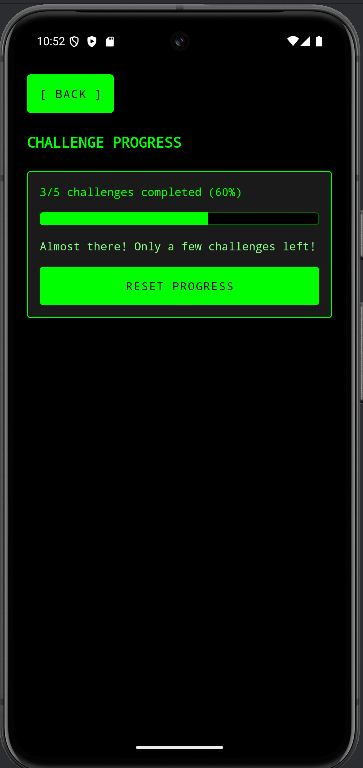 10:52
[ BACK ]
CHALLENGE PROGRESS
3/5 challenges completed (60%)
Almost there! Only a few challenges left!
RESET PROGRESS